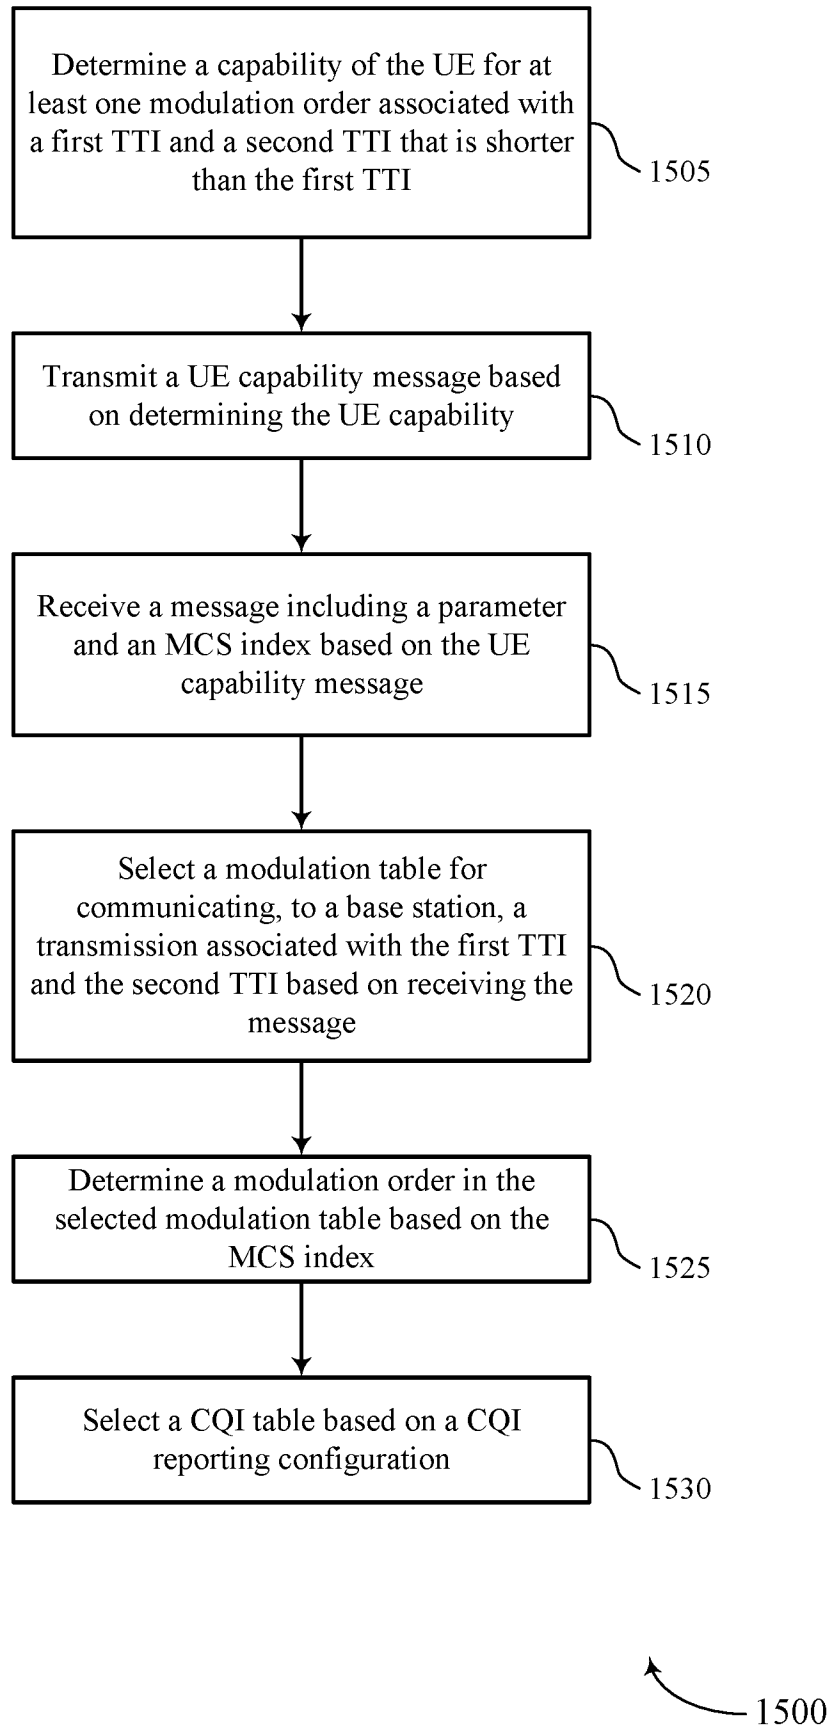 Determine a capability of the UE for at
least one modulation order associated with
a first TTI and a second TTI that is shorter
than the first TTI
1505
Transmit a UE capability message based
on determining the UE capability
1510
Receive a message including a parameter
and an MCS index based on the UE
capability message
1515
Select a modulation table for
communicating, to a base station, a
transmission associated with the first TTI
and the second TTI based on receiving the
message
1520
Determine a modulation order in the
selected modulation table based on the
MCS index
1525
Select a CQI table based on a CQI
reporting configuration
1530
1500